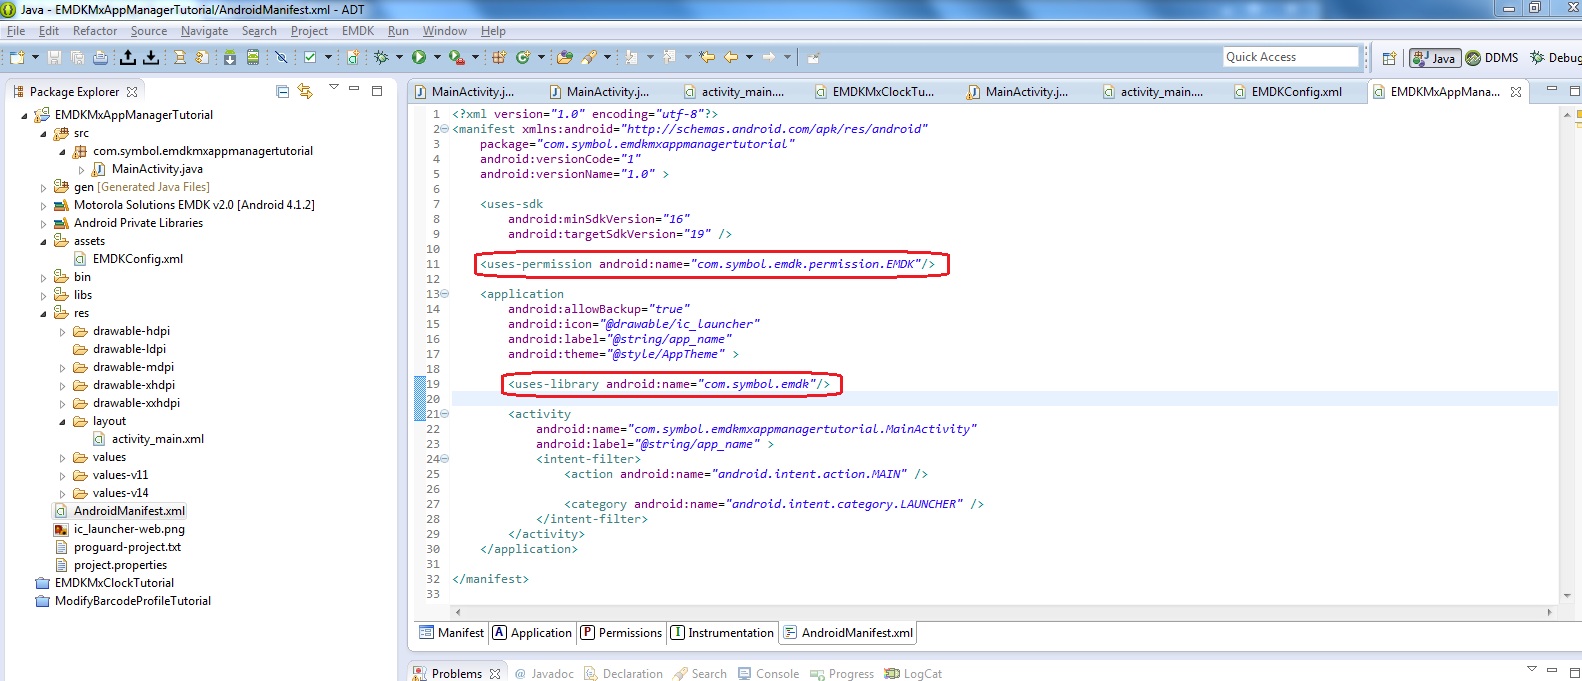 Java - EMDKMxAppManagerTutorial/AndroidManifest.xml - ADT
File Edit Refactor Source Navigate Search Project EMDK Run Window Help
Quick Access
Java DDMS Debug
Package Explorer
EMDKMxAppManagerTutorial
src
com.symbol.emdkmxappmanagertutorial
MainActivity.java
gen [Generated Java Files]
Motorola Solutions EMDK v2.0 [Android 4.1.2]
Android Private Libraries
assets
EMDKConfig.xml
bin
libs
res
drawable-hdpi
drawable-ldpi
drawable-mdpi
drawable-xhdpi
drawable-xxhdpi
layout
activity_main.xml
values
values-v11
values-v14
AndroidManifest.xml
ic_launcher-web.png
proguard-project.txt
project.properties
EMDKMxClockTutorial
ModifyBarcodeProfileTutorial
MainActivity.j... MainActivity.j... activity_main.... EMDKMxClockTu... MainActivity.j... activity_main.... EMDKConfig.xml EMDKMxAppMana...
1 <?xml version="1.0" encoding="utf-8"?>
2 <manifest xmlns:android="http://schemas.android.com/apk/res/android"
3 package="com.symbol.emdkmxappmanagertutorial"
4 android:versionCode="1"
5 android:versionName="1.0" >
6
7 <uses-sdk
8 android:minSdkVersion="16"
9 android:targetSdkVersion="19" />
10
11 <uses-permission android:name="com.symbol.emdk.permission.EMDK"/>
12
13 <application
14 android:allowBackup="true"
15 android:icon="@drawable/ic_launcher"
16 android:label="@string/app_name"
17 android:theme="@style/AppTheme" >
18
19 <uses-library android:name="com.symbol.emdk"/>
20
21 <activity
22 android:name="com.symbol.emdkmxappmanagertutorial.MainActivity"
23 android:label="@string/app_name" >
24 <intent-filter>
25 <action android:name="android.intent.action.MAIN" />
26
27 <category android:name="android.intent.category.LAUNCHER" />
28 </intent-filter>
29 </activity>
30 </application>
31
32 </manifest>
33
Manifest A Application P Permissions I Instrumentation AndroidManifest.xml
Problems @ Javadoc Declaration Search Console Progress LogCat